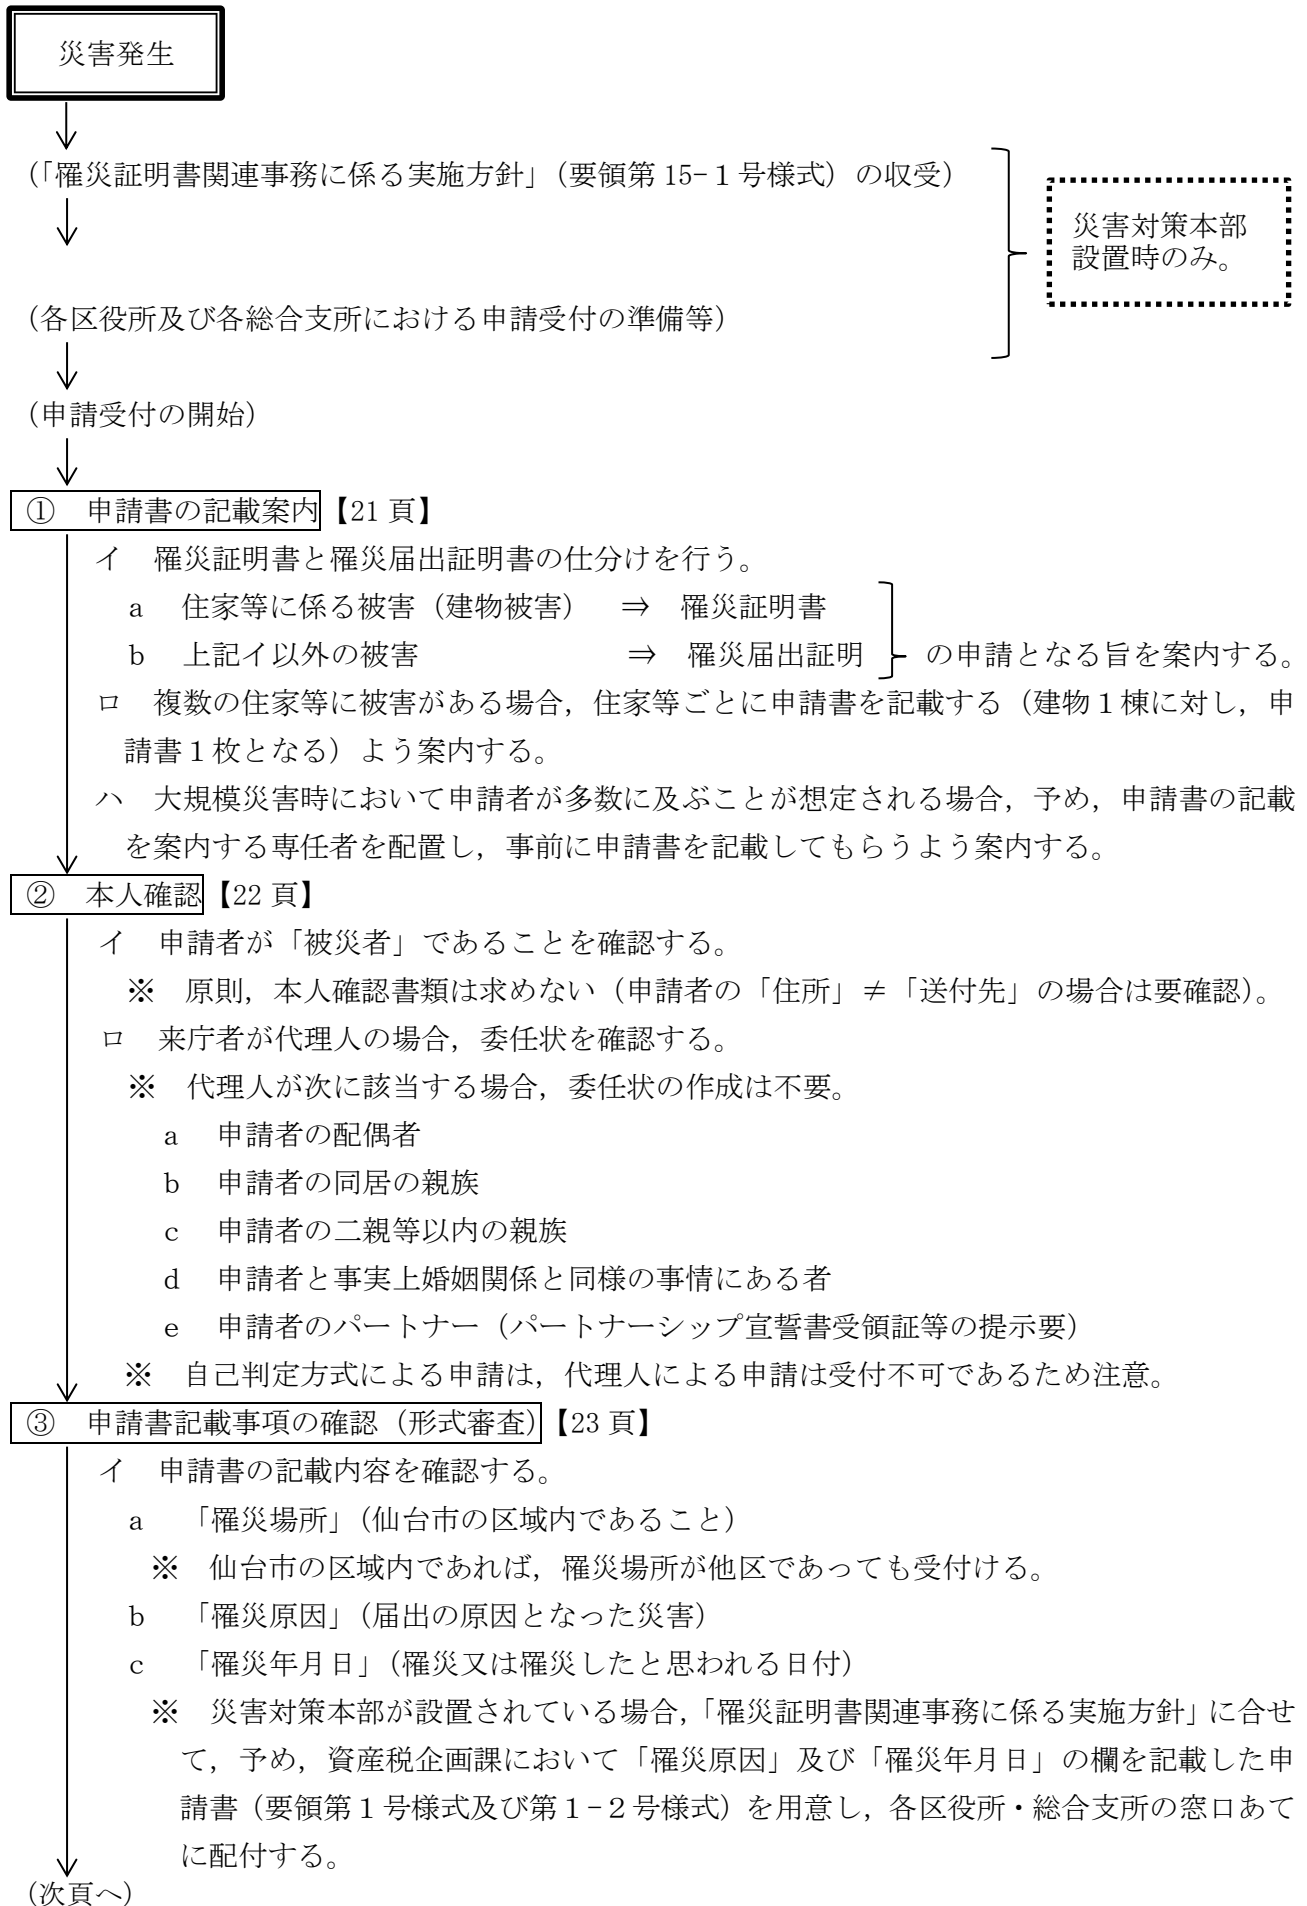 災害発生
(「罹災証明書関連事務に係る実施方針」(要領第 15-１号様式) の収受)
災害対策本部
設置時のみ。
(各区役所及び各総合支所における申請受付の準備等)
(申請受付の開始)
① 申請書の記載案内【21 頁】
イ 罹災証明書と罹災届出証明書の仕分けを行う。
a 住家等に係る被害（建物被害） ⇒ 罹災証明書
b 上記イ以外の被害 ⇒ 罹災届出証明 の申請となる旨を案内する。
ロ 複数の住家等に被害がある場合，住家等ごとに申請書を記載する（建物１棟に対し，申
請書１枚となる）よう案内する。
ハ 大規模災害時において申請者が多数に及ぶことが想定される場合，予め，申請書の記載
を案内する専任者を配置し，事前に申請書を記載してもらうよう案内する。
② 本人確認【22 頁】
イ 申請者が「被災者」であることを確認する。
※ 原則，本人確認書類は求めない（申請者の「住所」≠「送付先」の場合は要確認）。
ロ 来庁者が代理人の場合，委任状を確認する。
※ 代理人が次に該当する場合，委任状の作成は不要。
a 申請者の配偶者
b 申請者の同居の親族
c 申請者の二親等以内の親族
d 申請者と事実上婚姻関係と同様の事情にある者
e 申請者のパートナー（パートナーシップ宣誓書受領証等の提示要）
※ 自己判定方式による申請は，代理人による申請は受付不可であるため注意。
③ 申請書記載事項の確認（形式審査）【23 頁】
イ 申請書の記載内容を確認する。
a 「罹災場所」（仙台市の区域内であること）
※ 仙台市の区域内であれば，罹災場所が他区であっても受付ける。
b 「罹災原因」（届出の原因となった災害）
c 「罹災年月日」（罹災又は罹災したと思われる日付）
※ 災害対策本部が設置されている場合，「罹災証明書関連事務に係る実施方針」に合せ
て，予め，資産税企画課において「罹災原因」及び「罹災年月日」の欄を記載した申
請書（要領第１号様式及び第１-２号様式）を用意し，各区役所・総合支所の窓口あて
に配付する。
(次頁へ)